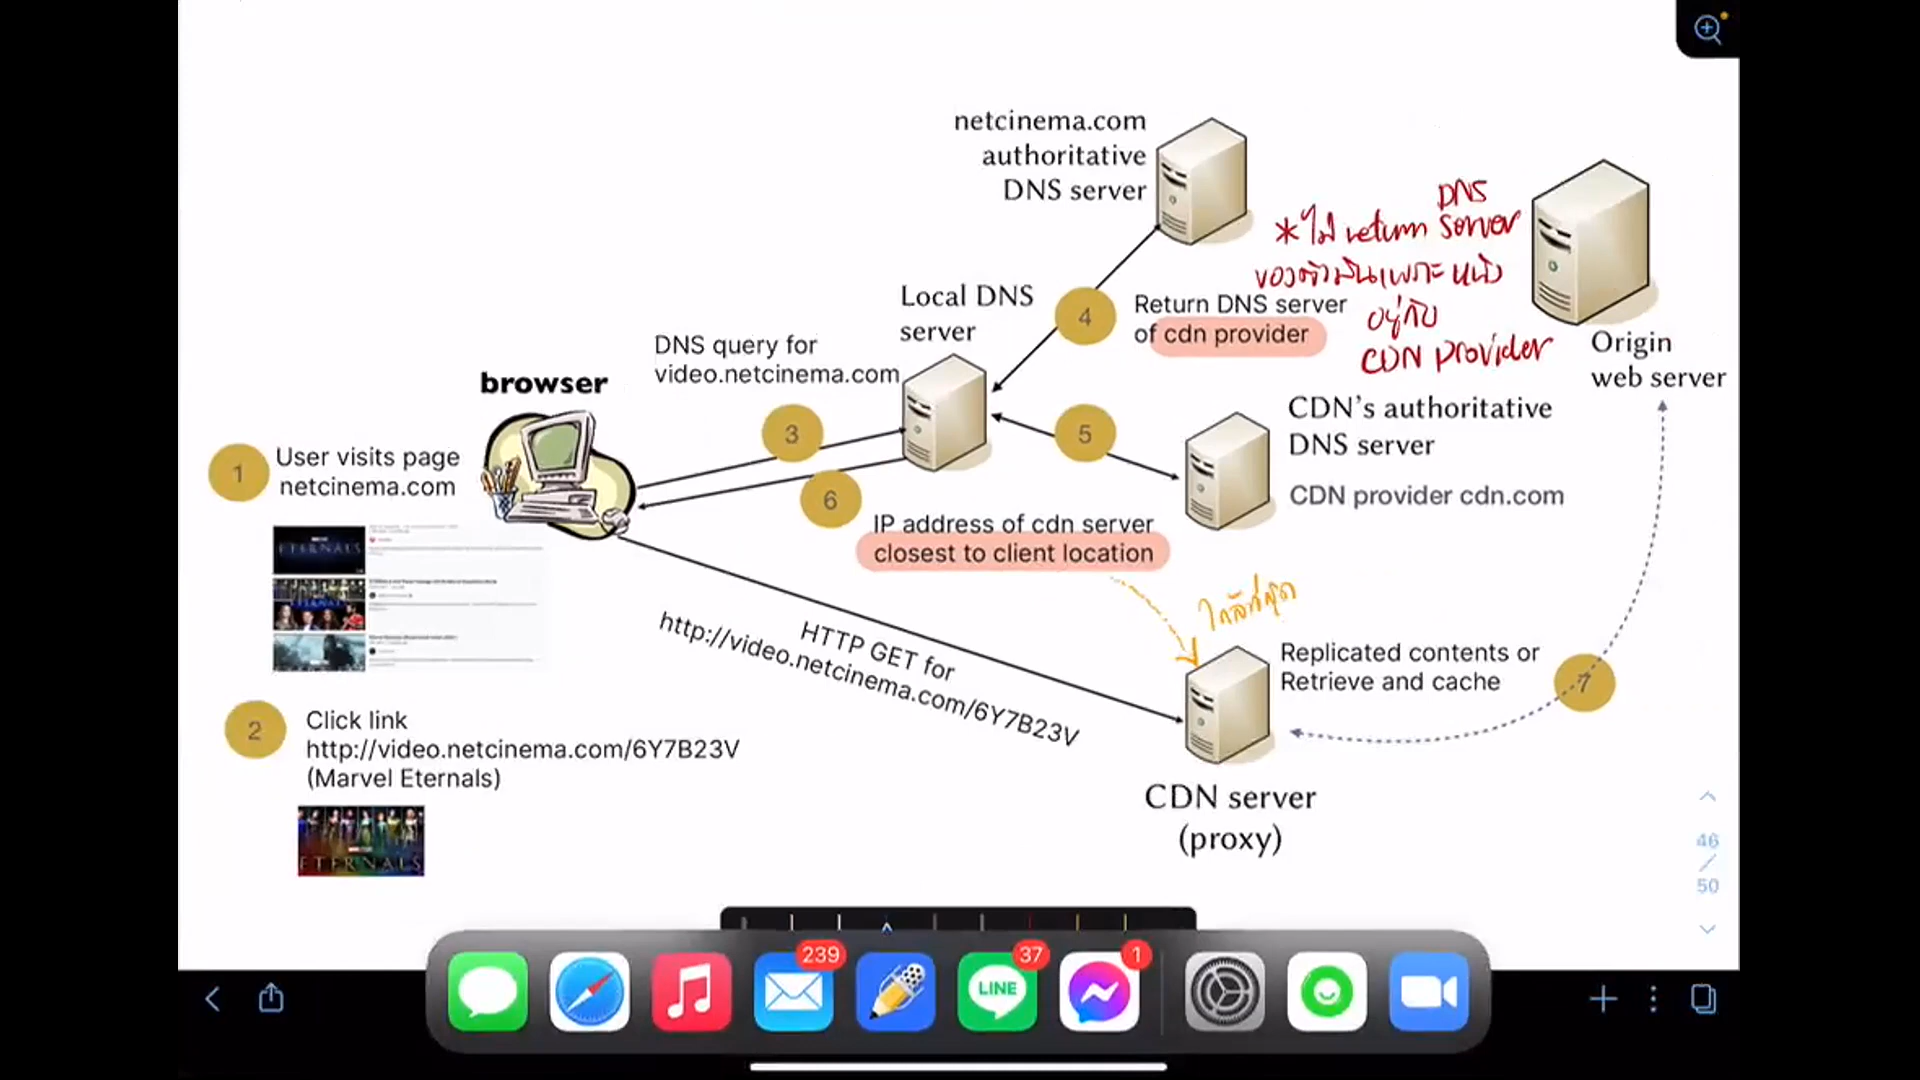 netcinema.com
authoritative
DNS server
DNS
*ไม่ return server
ของตัวมันเพราะหนัง
อยู่กับ
CDN provider
Origin
web server
Local DNS
server
4
Return DNS server
of cdn provider
DNS query for
video.netcinema.com
browser
3
5
CDN's authoritative
DNS server
CDN provider cdn.com
1
User visits page
netcinema.com
6
IP address of cdn server
closest to client location
ETERNALS
ใกล้ที่สุด
HTTP GET for
http://video.netcinema.com/6Y7B23V
Replicated contents or
Retrieve and cache
7
2
Click link
http://video.netcinema.com/6Y7B23V
(Marvel Eternals)
ETERNALS
CDN server
(proxy)
46
/
50
239
37
1
LINE